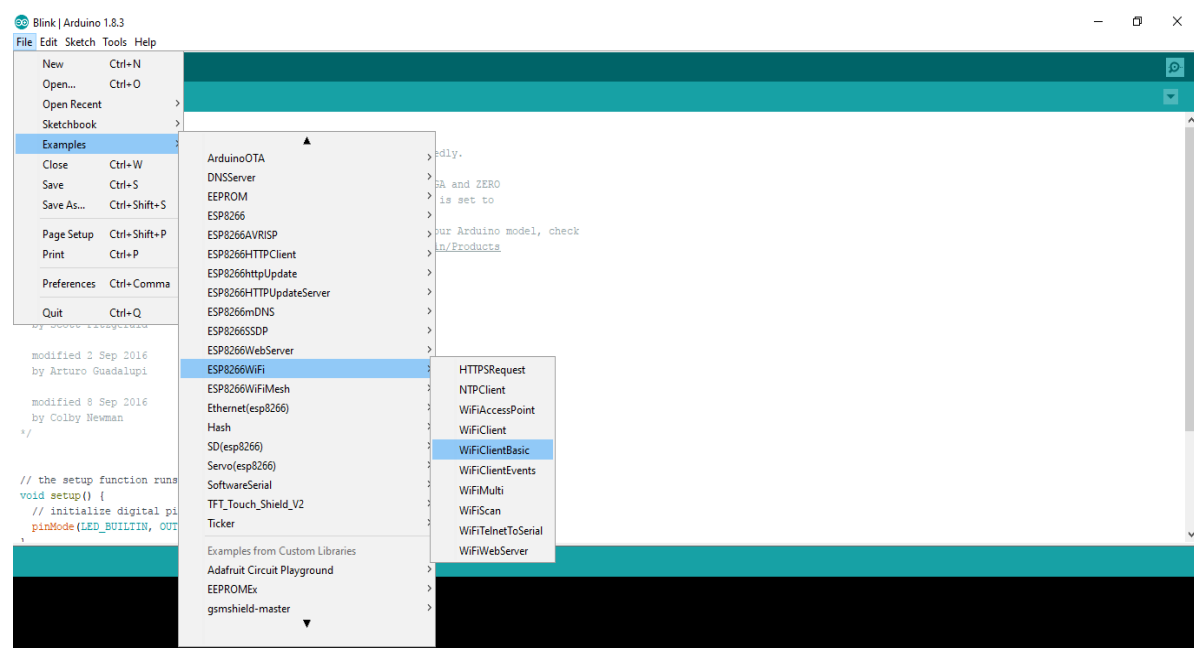 Blink | Arduino 1.8.3
File Edit Sketch Tools Help
New Ctrl+N
Open... Ctrl+O
Open Recent
Sketchbook
Examples
Close Ctrl+W
Save Ctrl+S
Save As... Ctrl+Shift+S
Page Setup Ctrl+Shift+P
Print Ctrl+P
Preferences Ctrl+Comma
Quit Ctrl+Q
ArduinoOTA
DNSServer
EEPROM
ESP8266
ESP8266AVRISP
ESP8266HTTPClient
ESP8266httpUpdate
ESP8266HTTPUpdateServer
ESP8266mDNS
ESP8266SSDP
ESP8266WebServer
ESP8266WiFi
ESP8266WiFiMesh
Ethernet(esp8266)
Hash
SD(esp8266)
Servo(esp8266)
SoftwareSerial
TFT_Touch_Shield_V2
Ticker
Examples from Custom Libraries
Adafruit Circuit Playground
EEPROMEx
gsmshield-master
HTTPSRequest
NTPClient
WiFiAccessPoint
WiFiClient
WiFiClientBasic
WiFiClientEvents
WiFiMulti
WiFiScan
WiFiTelnetToSerial
WiFiWebServer
edly.
GA and ZERO
is set to
our Arduino model, check
in/Products
modified 2 Sep 2016
by Arturo Guadalupi
modified 8 Sep 2016
by Colby Newman
*/
// the setup function runs
void setup() {
// initialize digital pi
pinMode(LED_BUILTIN, OUT